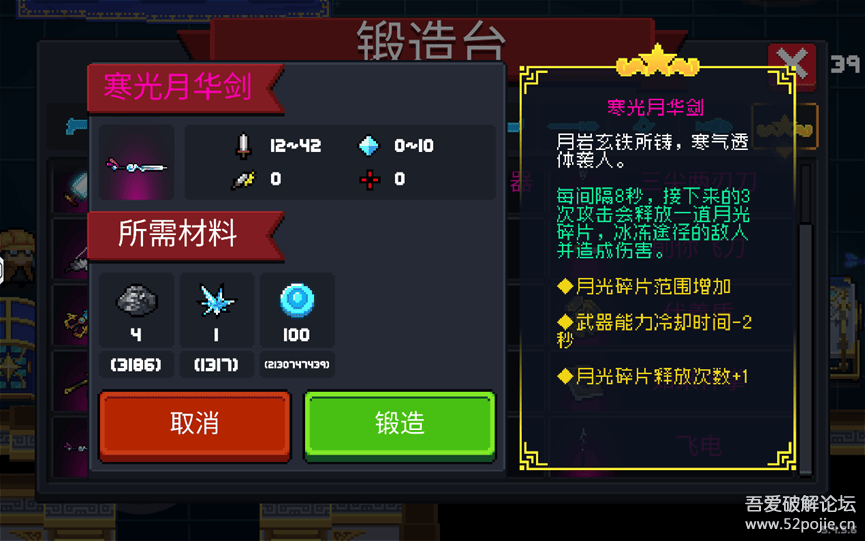 锻造台
39
寒光月华剑
12~42
0~10
0
0
所需材料
4
1
100
(3186)
(1317)
(2130747439)
取消
锻造
寒光月华剑
月岩玄铁所铸，寒气透
体袭人。
每间隔8秒，接下来的3
次攻击会释放一道月光
碎片，冰冻途径的敌人
并造成伤害。
◆月光碎片范围增加
◆武器能力冷却时间-2
秒
◆月光碎片释放次数+1
器
飞电
吾爱破解论坛
www.52pojie.cn